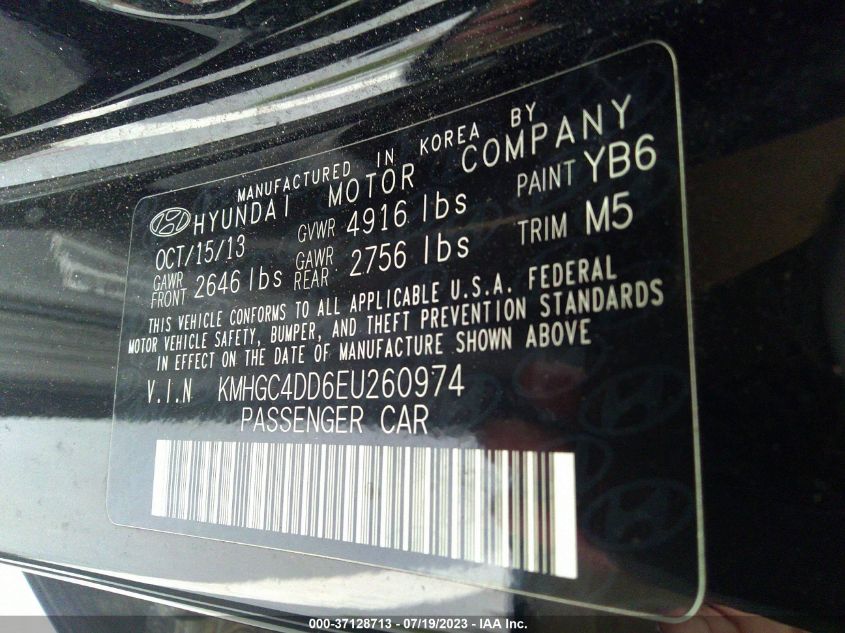 MANUFACTURED IN KOREA BY
HYUNDAI MOTOR COMPANY
OCT/15/13 GVWR 4916 lbs PAINT YB6
GAWR FRONT 2646 lbs GAWR REAR 2756 lbs TRIM M5
THIS VEHICLE CONFORMS TO ALL APPLICABLE U.S.A. FEDERAL
MOTOR VEHICLE SAFETY, BUMPER, AND THEFT PREVENTION STANDARDS
IN EFFECT ON THE DATE OF MANUFACTURE SHOWN ABOVE
V.I.N KMHGC4DD6EU260974
PASSENGER CAR
000-37128713 - 07/19/2023 - IAA Inc.